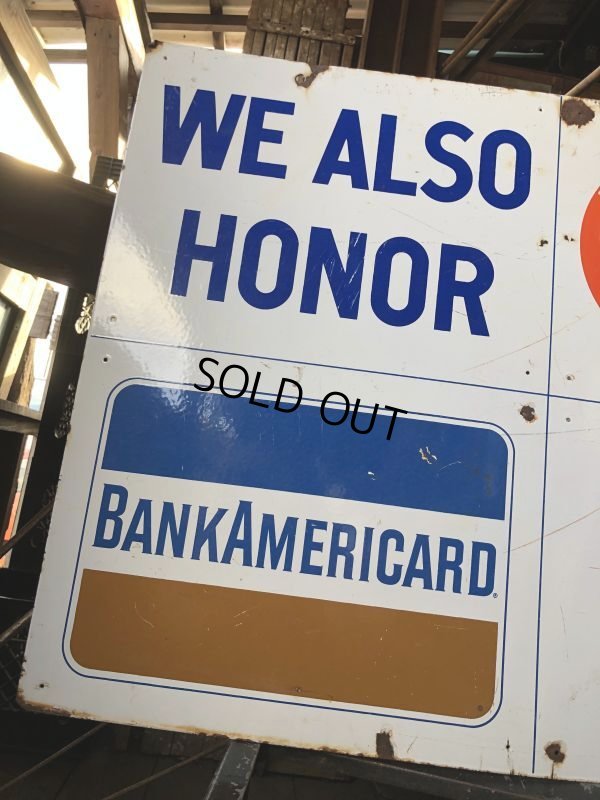 WE ALSO
HONOR
SOLD OUT
BANKAMERICARD®